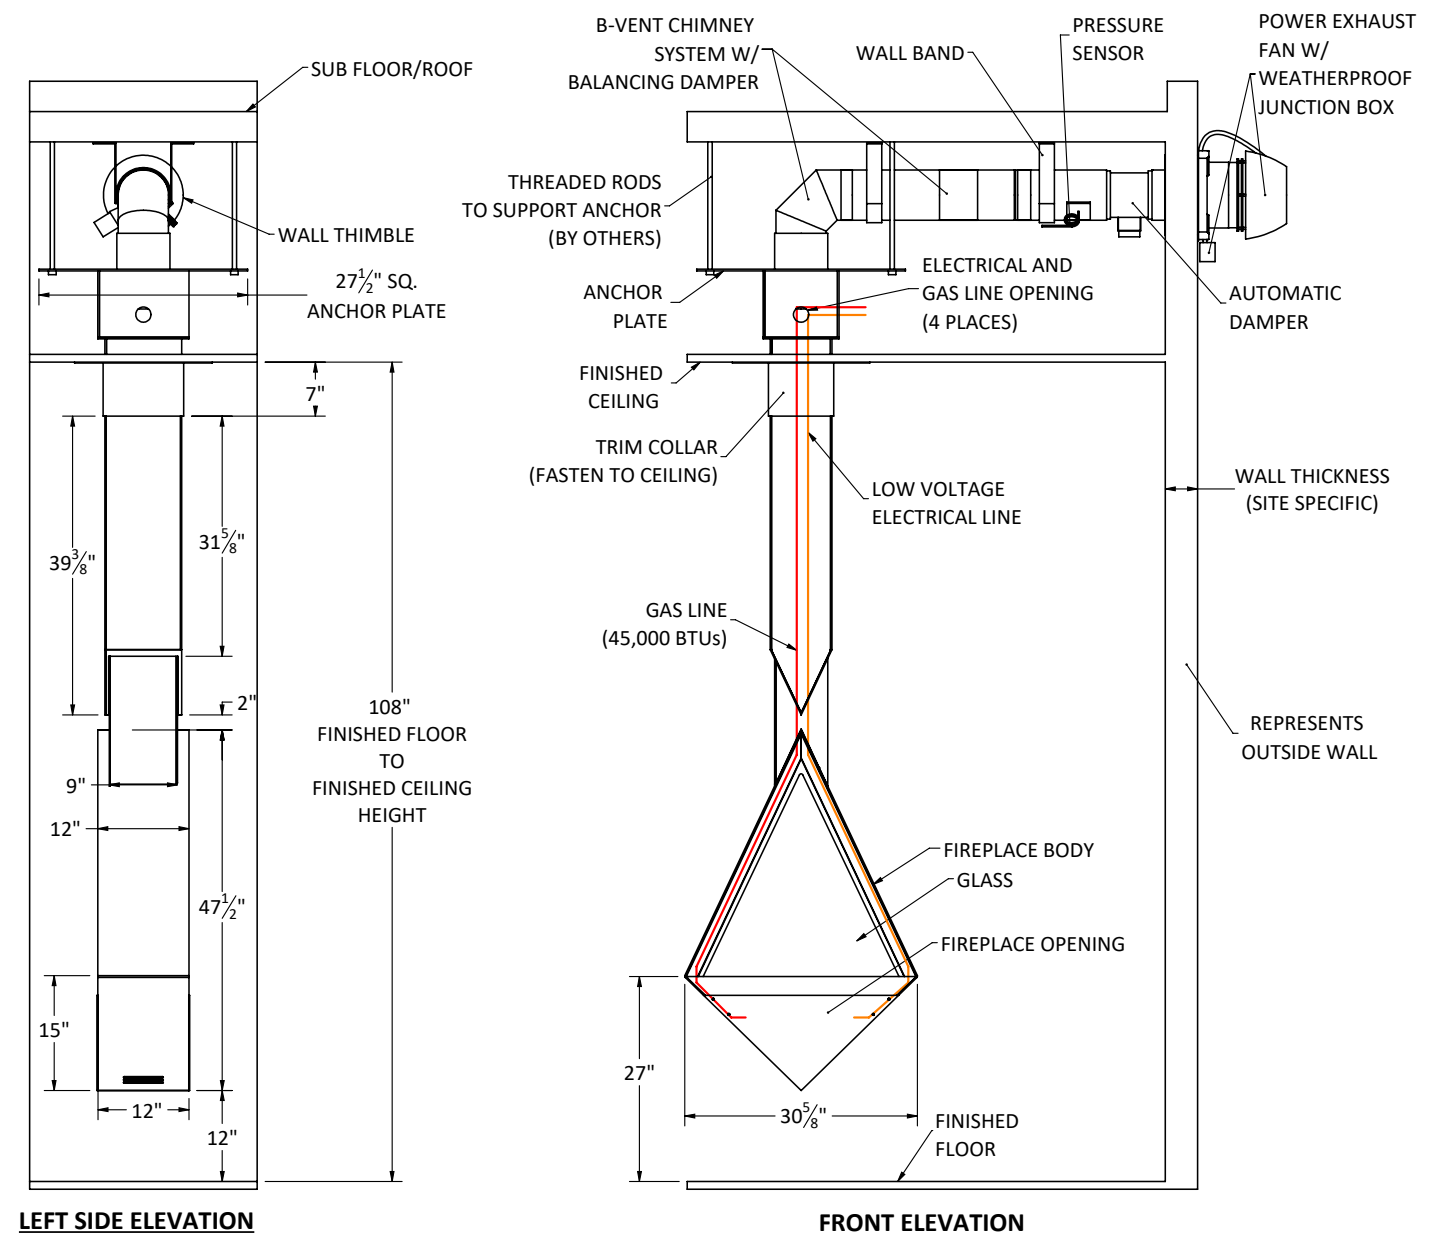 SUB FLOOR/ROOF
WALL THIMBLE
27½" SQ.
ANCHOR PLATE
7"
39⅜"
31⅝"
2"
108"
FINISHED FLOOR
TO
FINISHED CEILING
HEIGHT
9"
12"
47½"
15"
12"
12"
LEFT SIDE ELEVATION
B-VENT CHIMNEY
SYSTEM W/
BALANCING DAMPER
WALL BAND
PRESSURE
SENSOR
POWER EXHAUST
FAN W/
WEATHERPROOF
JUNCTION BOX
THREADED RODS
TO SUPPORT ANCHOR
(BY OTHERS)
ANCHOR
PLATE
ELECTRICAL AND
GAS LINE OPENING
(4 PLACES)
AUTOMATIC
DAMPER
FINISHED
CEILING
TRIM COLLAR
(FASTEN TO CEILING)
LOW VOLTAGE
ELECTRICAL LINE
WALL THICKNESS
(SITE SPECIFIC)
GAS LINE
(45,000 BTUs)
REPRESENTS
OUTSIDE WALL
FIREPLACE BODY
GLASS
FIREPLACE OPENING
27"
30⅝"
FINISHED
FLOOR
FRONT ELEVATION